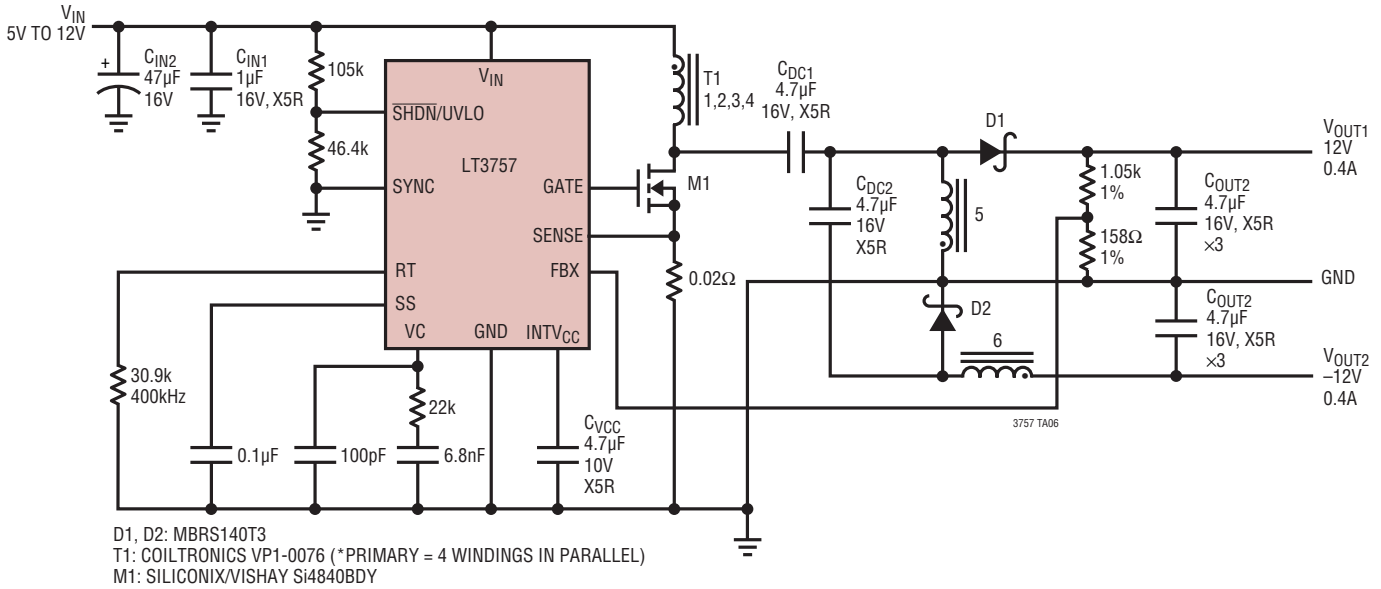 VIN
5V TO 12V
+
CIN2
47µF
16V
CIN1
1µF
16V, X5R
105k
46.4k
VIN
SHDN/UVLO
LT3757
SYNC
GATE
SENSE
RT
FBX
SS
VC
GND
INTVCC
T1
1,2,3,4
M1
0.02Ω
CDC1
4.7µF
16V, X5R
CDC2
4.7µF
16V
X5R
D1
5
D2
6
1.05k
1%
158Ω
1%
COUT2
4.7µF
16V, X5R
×3
COUT2
4.7µF
16V, X5R
×3
VOUT1
12V
0.4A
GND
VOUT2
–12V
0.4A
30.9k
400kHz
0.1µF
100pF
22k
6.8nF
CVCC
4.7µF
10V
X5R
3757 TA06
D1, D2: MBRS140T3
T1: COILTRONICS VP1-0076 (*PRIMARY = 4 WINDINGS IN PARALLEL)
M1: SILICONIX/VISHAY Si4840BDY